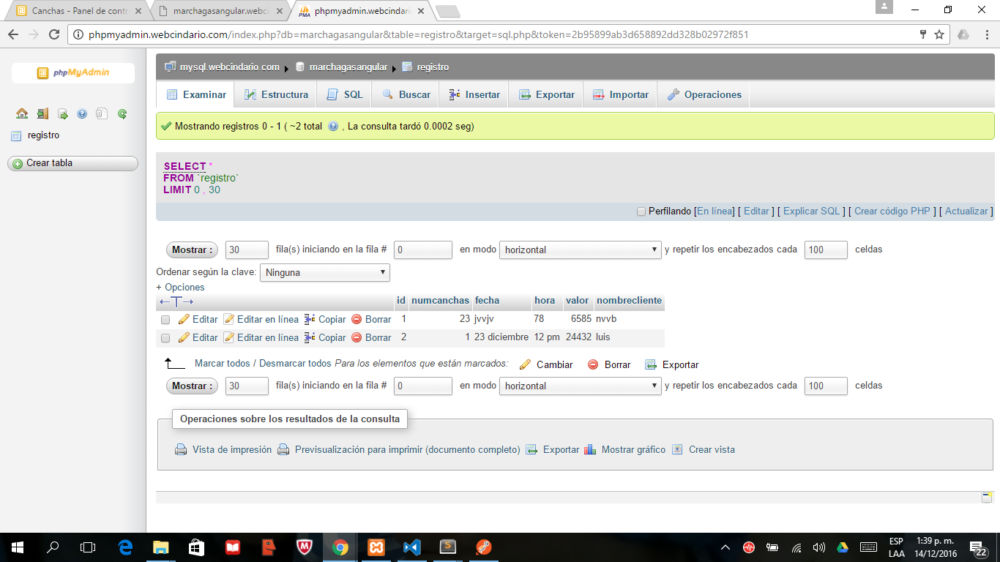 Canchas - Panel de contr
marchagasangular.webcin
phpmyadmin.webcindario
phpmyadmin.webcindario.com/index.php?db=marchagasangular&table=registro&target=sql.php&token=2b95899ab3d658892dd328b02972f851
phpMyAdmin
registro
Crear tabla
mysql.webcindario.com marchagasangular registro
Examinar Estructura SQL Buscar Insertar Exportar Importar Operaciones
Mostrando registros 0 - 1 ( ~2 total , La consulta tardó 0.0002 seg)
SELECT *
FROM `registro`
LIMIT 0 , 30
Perfilando [En línea] [ Editar ] [ Explicar SQL ] [ Crear código PHP ] [ Actualizar ]
Mostrar : 30 fila(s) iniciando en la fila # 0 en modo horizontal y repetir los encabezados cada 100 celdas
Ordenar según la clave: Ninguna
+ Opciones
←T→ id numcanchas fecha hora valor nombrecliente
Editar Editar en línea Copiar Borrar 1 23 jvvjv 78 6585 nvvb
Editar Editar en línea Copiar Borrar 2 1 23 diciembre 12 pm 24432 luis
Marcar todos / Desmarcar todos Para los elementos que están marcados: Cambiar Borrar Exportar
Mostrar : 30 fila(s) iniciando en la fila # 0 en modo horizontal y repetir los encabezados cada 100 celdas
Operaciones sobre los resultados de la consulta
Vista de impresión Previsualización para imprimir (documento completo) Exportar Mostrar gráfico Crear vista
ESP
LAA
1:39 p. m.
14/12/2016
22